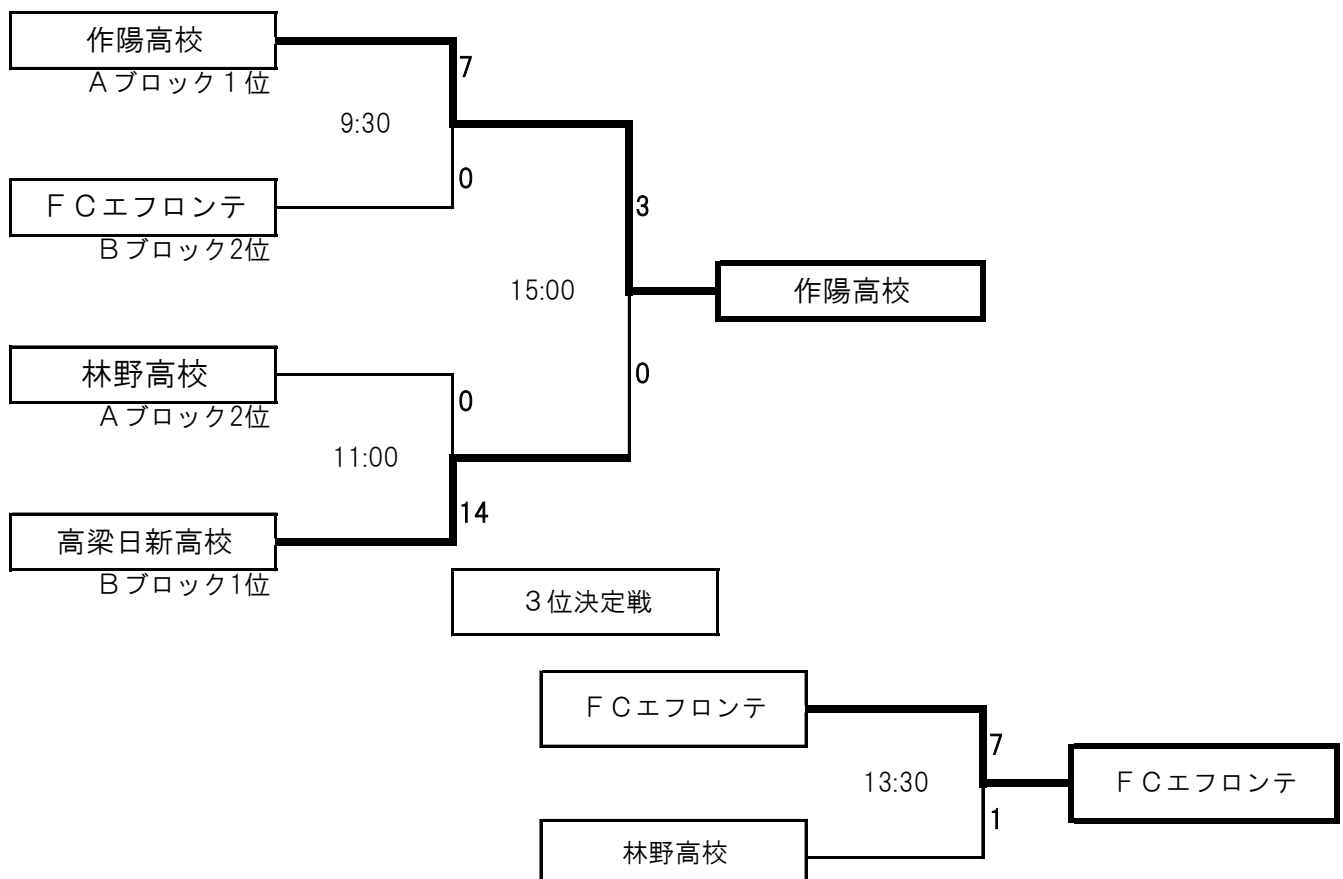 作陽高校
Ａブロック１位
7
9:30
0
ＦＣエフロンテ
Ｂブロック2位
3
15:00
作陽高校
0
林野高校
Ａブロック2位
0
11:00
14
高梁日新高校
Ｂブロック1位
３位決定戦
ＦＣエフロンテ
7
13:30
ＦＣエフロンテ
1
林野高校